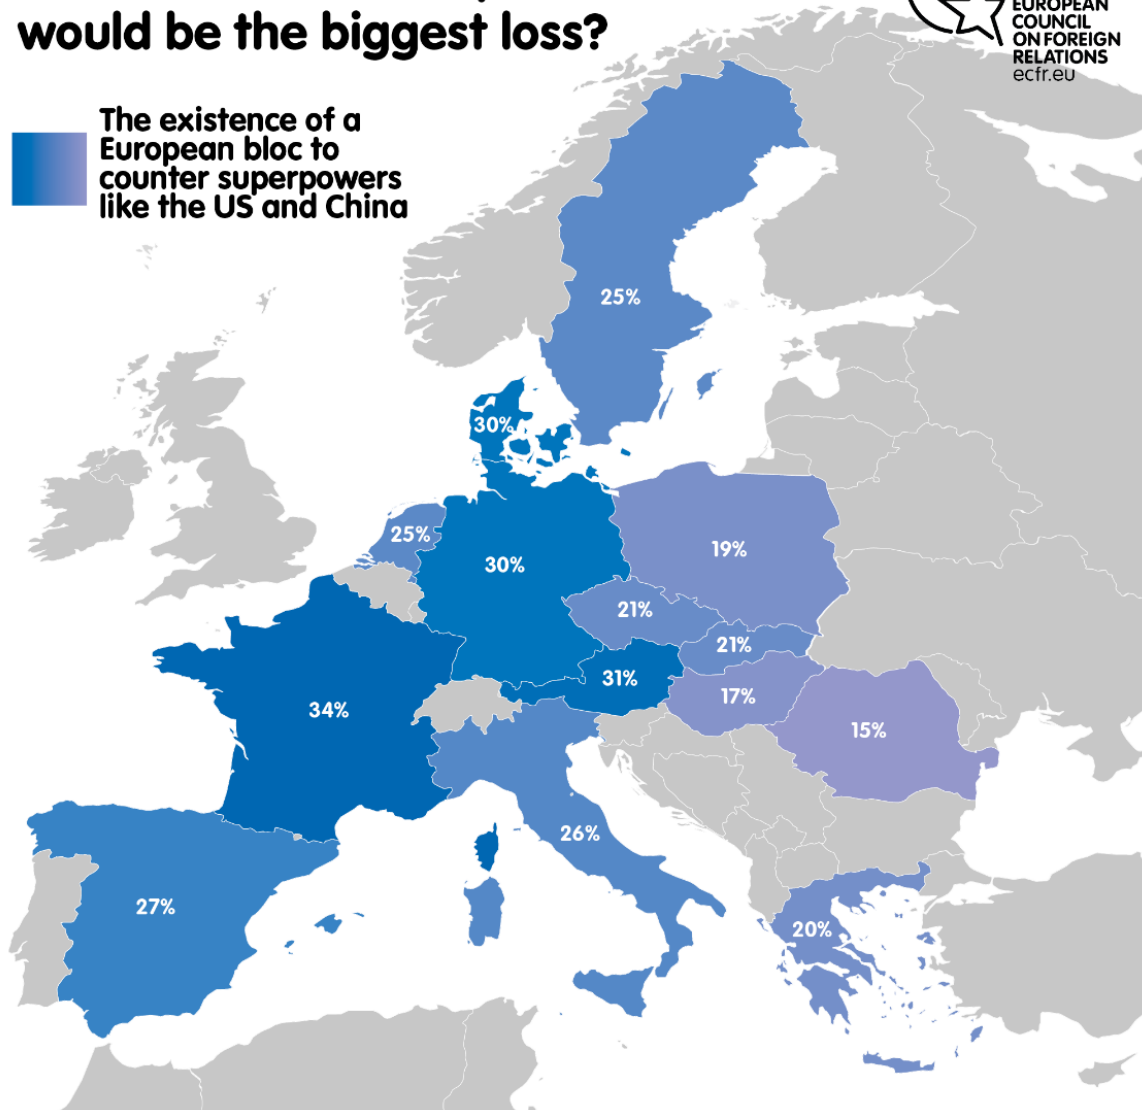 would be the biggest loss?
EUROPEAN
COUNCIL
ON FOREIGN
RELATIONS
ecfr.eu
The existence of a
European bloc to
counter superpowers
like the US and China
25%
30%
25%
30%
19%
21%
21%
31%
17%
34%
15%
26%
27%
20%